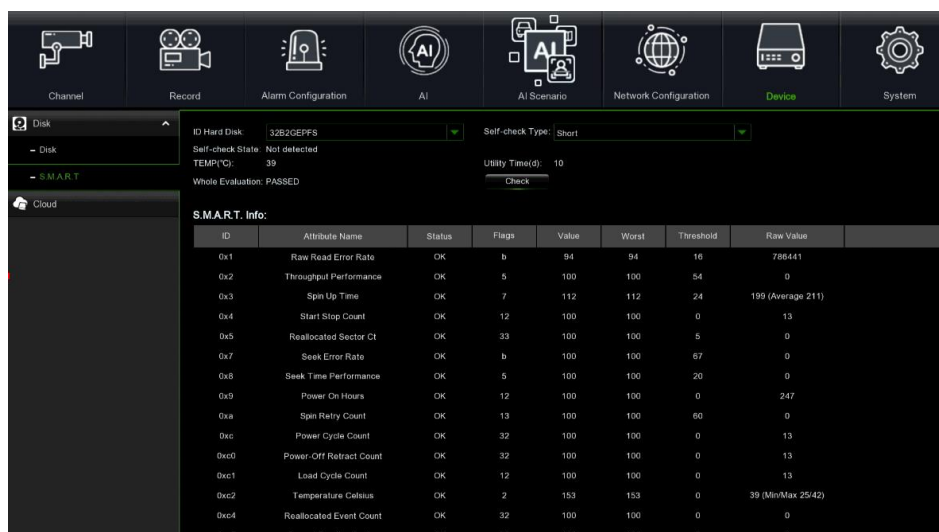 AI
AI
Channel Record Alarm Configuration AI AI Scenario Network Configuration Device System
Disk
– Disk
– S.M.A.R.T
Cloud
ID Hard Disk: 32B2GEPFS Self-check Type: Short
Self-check State: Not detected
TEMP(°C): 39 Utility Time(d): 10
Whole Evaluation: PASSED Check
S.M.A.R.T. Info:
ID Attribute Name Status Flags Value Worst Threshold Raw Value
0x1 Raw Read Error Rate OK b 94 94 16 786441
0x2 Throughput Performance OK 5 100 100 54 0
0x3 Spin Up Time OK 7 112 112 24 199 (Average 211)
0x4 Start Stop Count OK 12 100 100 0 13
0x5 Reallocated Sector Ct OK 33 100 100 5 0
0x7 Seek Error Rate OK b 100 100 67 0
0x8 Seek Time Performance OK 5 100 100 20 0
0x9 Power On Hours OK 12 100 100 0 247
0xa Spin Retry Count OK 13 100 100 60 0
0xc Power Cycle Count OK 32 100 100 0 13
0xc0 Power-Off Retract Count OK 32 100 100 0 13
0xc1 Load Cycle Count OK 12 100 100 0 13
0xc2 Temperature Celsius OK 2 153 153 0 39 (Min/Max 25/42)
0xc4 Reallocated Event Count OK 32 100 100 0 0